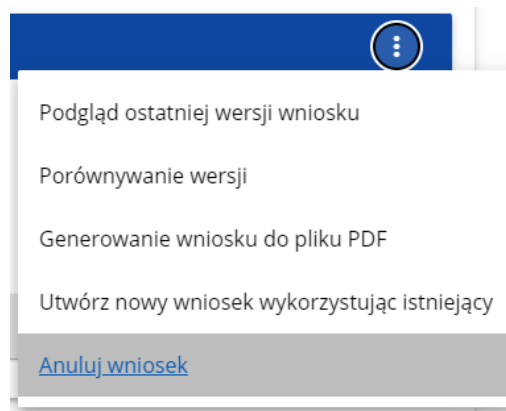 Podgląd ostatniej wersji wniosku
Porównywanie wersji
Generowanie wniosku do pliku PDF
Utwórz nowy wniosek wykorzystując istniejący
Anuluj wniosek